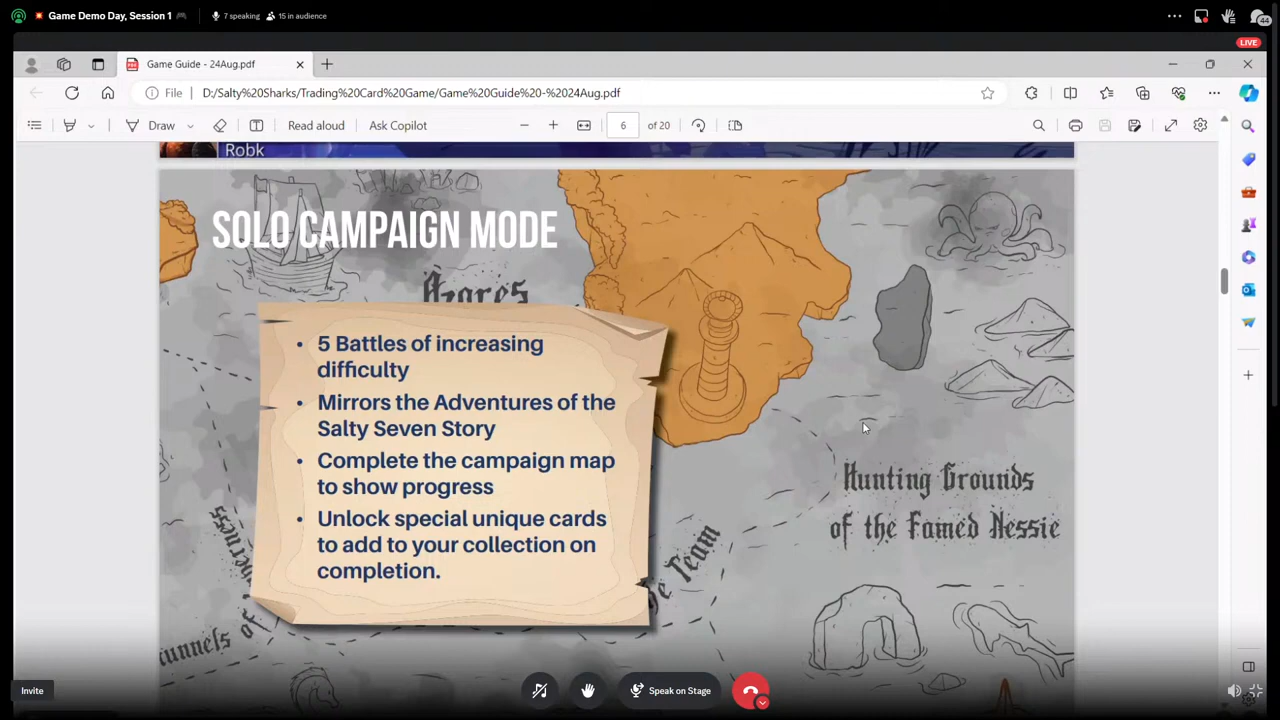 Game Demo Day, Session 1
7 speaking
15 in audience
44
LIVE
Game Guide - 24Aug.pdf
File
D:/Salty%20Sharks/Trading%20Card%20Game/Game%20Guide%20-%2024Aug.pdf
Draw
Read aloud
Ask Copilot
6
of 20
Robk
SOLO CAMPAIGN MODE
Azores
• 5 Battles of increasing
difficulty
• Mirrors the Adventures of the
Salty Seven Story
• Complete the campaign map
to show progress
• Unlock special unique cards
to add to your collection on
completion.
Hunting Grounds
of the Famed Nessie
Team
Tunnels of
Invite
Speak on Stage